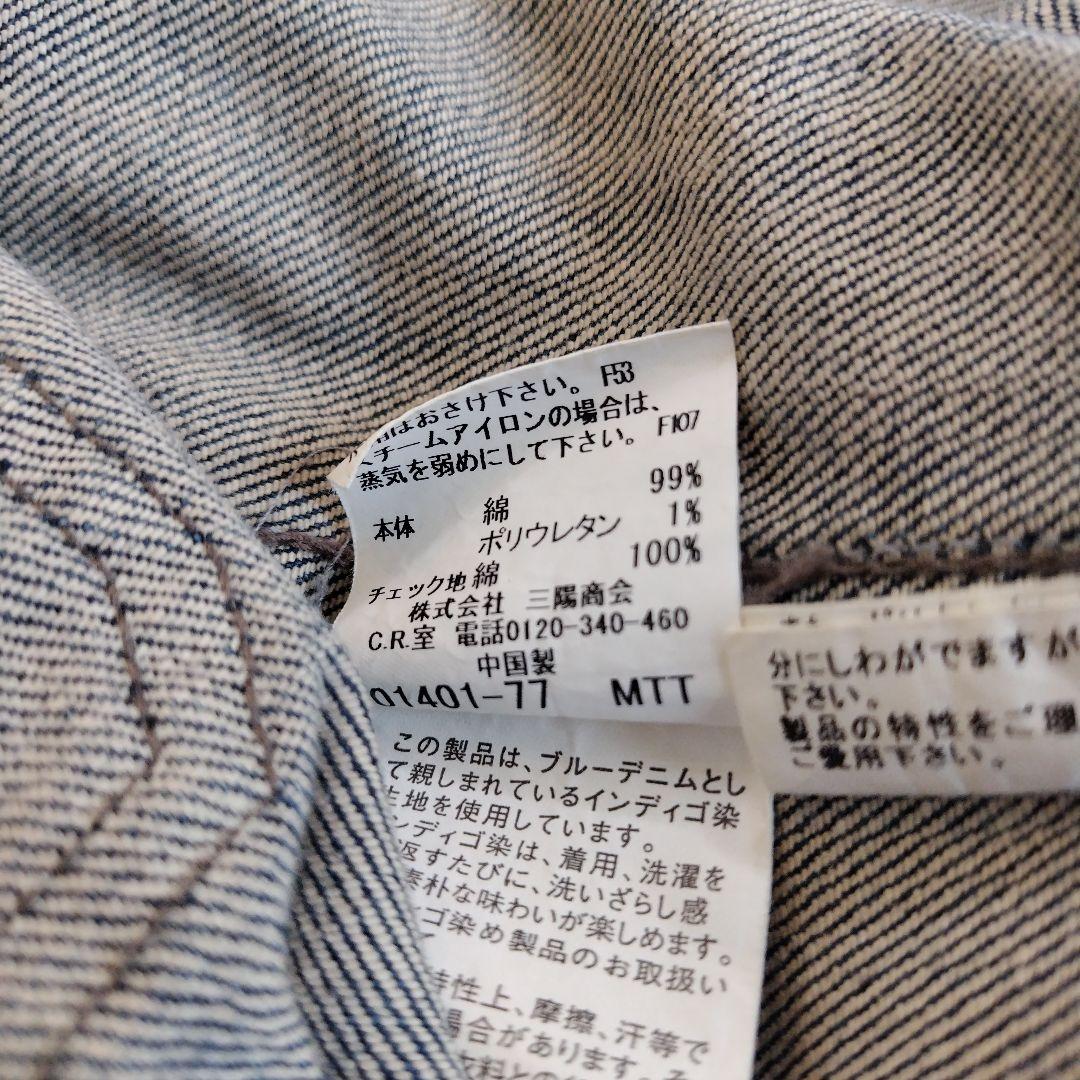 はおさけ下さい。 F53
チームアイロンの場合は、
蒸気を弱めにして下さい。 F107
本体 綿 99%
ポリウレタン 1%
チェック地 綿 100%
株式会社 三陽商会
C.R.室 電話0120-340-460
中国製
01401-77 MTT
この製品は、ブルーデニムとし
て親しまれているインディゴ染
生地を使用しています。
ンディゴ染は、着用、洗濯を
返すたびに、洗いざらし感
素朴な味わいが楽しめます。
ゴ染め製品のお取扱い
特性上、摩擦、汗等で
場合があります。
分にしわがでますが
下さい。
製品の特性をご理
ご愛用下さい。